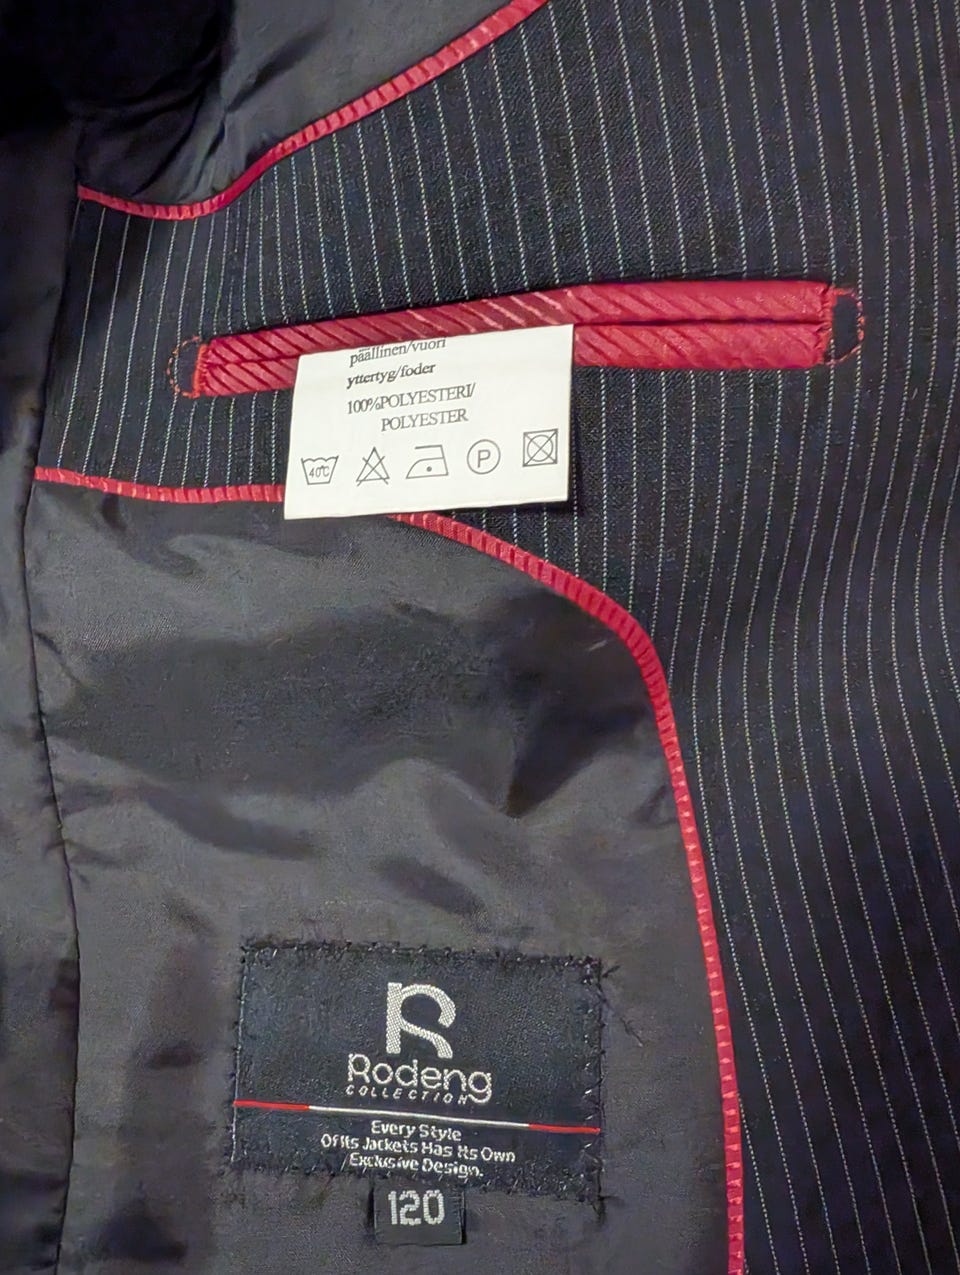 päällinen/vuori
yttertyg/foder
100%POLYESTERI/
POLYESTER
40°C
P
R
Rodeng
COLLECTION
Every Style
Of Its Jackets Has Its Own
Exclusive Design.
120